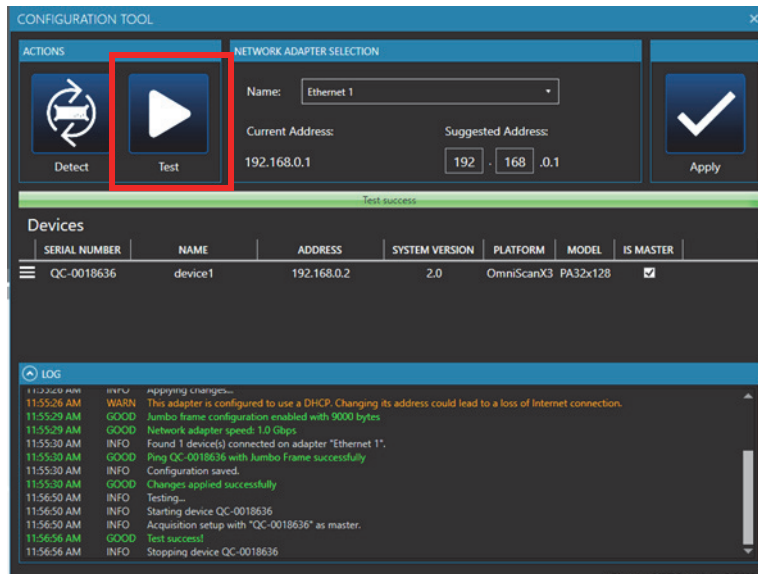 CONFIGURATION TOOL
ACTIONS
Detect
Test
NETWORK ADAPTER SELECTION
Name: Ethernet 1
Current Address: Suggested Address:
192.168.0.1 192 . 168 .0.1
Apply
Test success
Devices
SERIAL NUMBER NAME ADDRESS SYSTEM VERSION PLATFORM MODEL IS MASTER
QC-0018636 device1 192.168.0.2 2.0 OmniScanX3 PA32x128
LOG
11:55:26 AM INFO Applying changes...
11:55:26 AM WARN This adapter is configured to use a DHCP. Changing its address could lead to a loss of Internet connection.
11:55:29 AM GOOD Jumbo frame configuration enabled with 9000 bytes
11:55:29 AM GOOD Network adapter speed: 1.0 Gbps
11:55:30 AM INFO Found 1 device(s) connected on adapter "Ethernet 1".
11:55:30 AM GOOD Ping QC-0018636 with Jumbo Frame successfully
11:55:30 AM INFO Configuration saved.
11:55:30 AM GOOD Changes applied successfully
11:56:50 AM INFO Testing...
11:56:50 AM INFO Starting device QC-0018636
11:56:50 AM INFO Acquisition setup with "QC-0018636" as master.
11:56:56 AM GOOD Test success!
11:56:56 AM INFO Stopping device QC-0018636